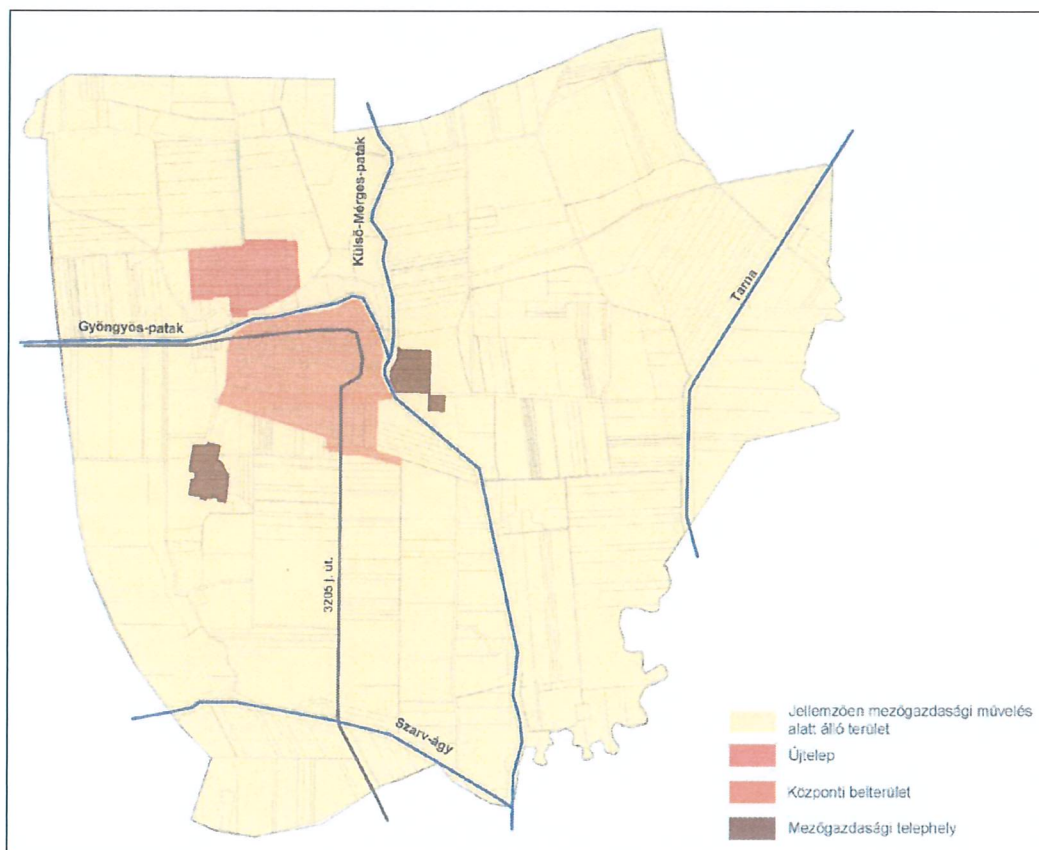 Külső-Mérges-patak
Tarna
Gyöngyös-patak
3205 j. út.
Szarv-ágy
Jellemzően mezőgazdasági művelés
alatt álló terület
Újtelep
Központi belterület
Mezőgazdasági telephely